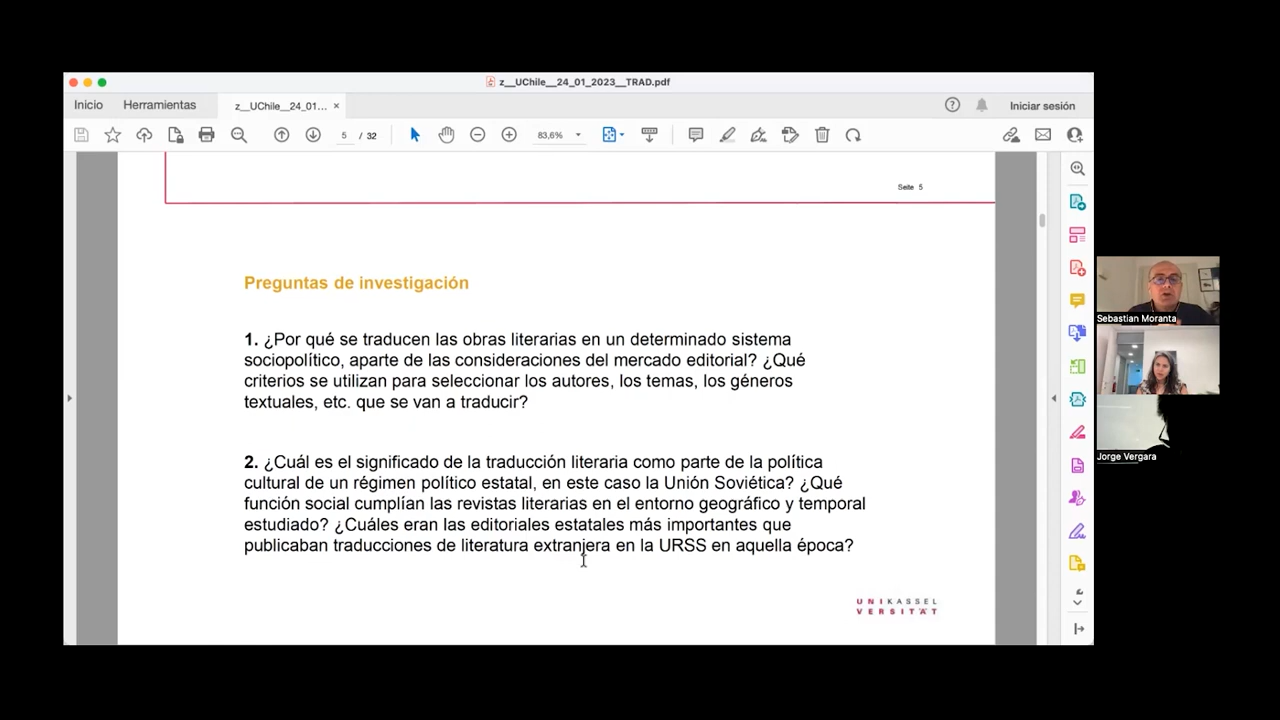 z__UChile__24_01_2023__TRAD.pdf
Inicio
Herramientas
z__UChile__24_01...
Iniciar sesión
5 / 32
83,6%
Seite 5
Preguntas de investigación
1. ¿Por qué se traducen las obras literarias en un determinado sistema
sociopolítico, aparte de las consideraciones del mercado editorial? ¿Qué
criterios se utilizan para seleccionar los autores, los temas, los géneros
textuales, etc. que se van a traducir?
2. ¿Cuál es el significado de la traducción literaria como parte de la política
cultural de un régimen político estatal, en este caso la Unión Soviética? ¿Qué
función social cumplían las revistas literarias en el entorno geográfico y temporal
estudiado? ¿Cuáles eran las editoriales estatales más importantes que
publicaban traducciones de literatura extranjera en la URSS en aquella época?
UNIKASSEL
VERSITÄT
Sebastian Moranta
Jorge Vergara